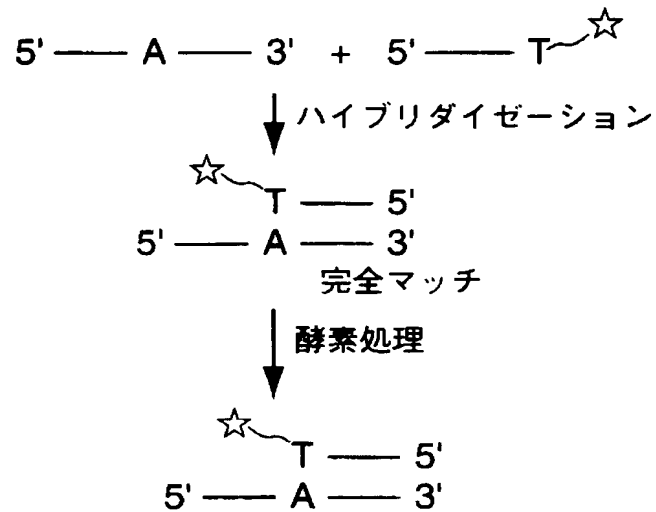 5' A 3' + 5' T
ハイブリダイゼーション
T 5'
5' A 3'
完全マッチ
酵素処理
T 5'
5' A 3'